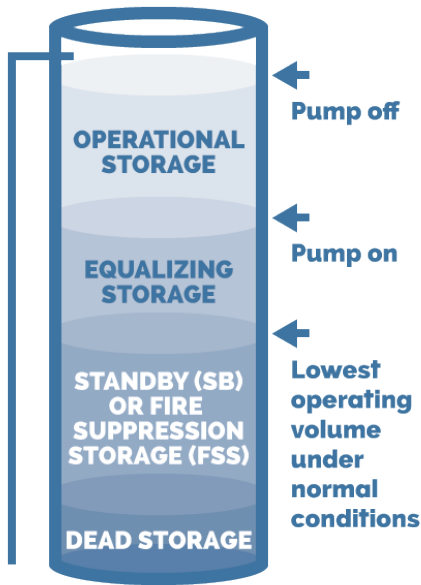 Pump off
OPERATIONAL
STORAGE
Pump on
EQUALIZING
STORAGE
Lowest
operating
volume
under
normal
conditions
STANDBY (SB)
OR FIRE
SUPPRESSION
STORAGE (FSS)
DEAD STORAGE